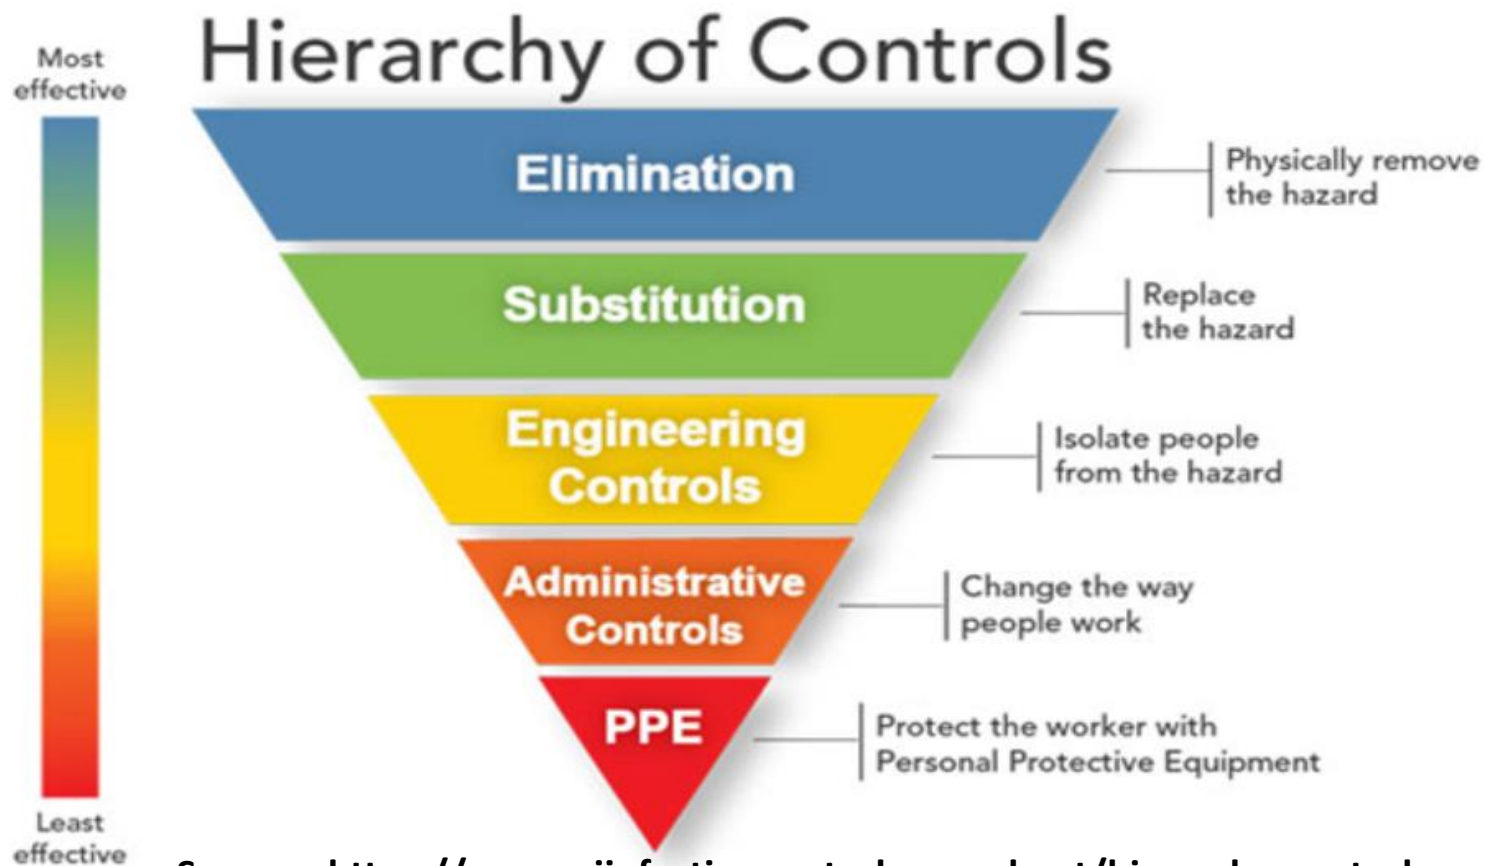 Hierarchy of Controls
Most
effective
Elimination
Physically remove
the hazard
Substitution
Replace
the hazard
Engineering
Controls
Isolate people
from the hazard
Administrative
Controls
Change the way
people work
PPE
Protect the worker with
Personal Protective Equipment
Least
effective